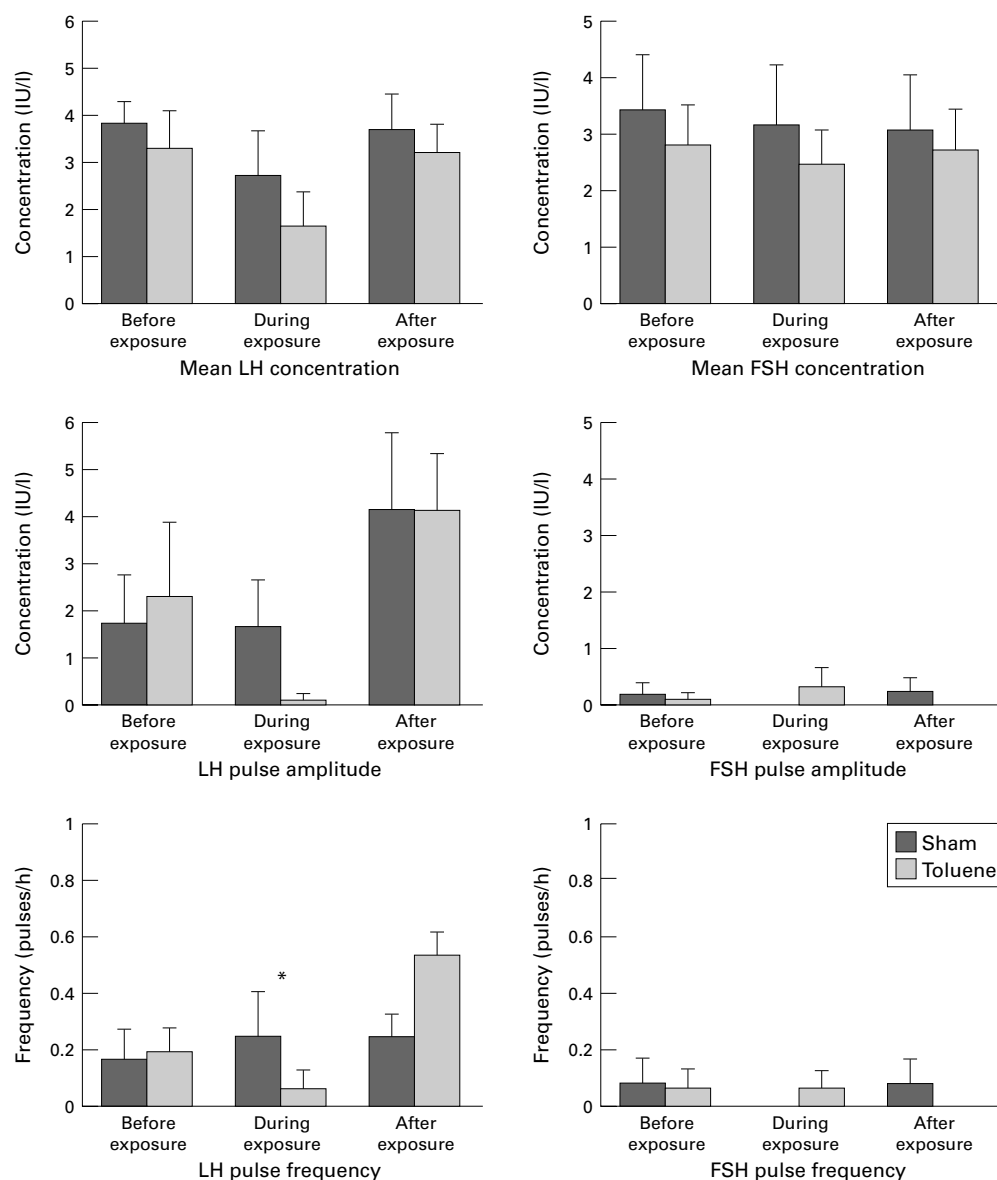 6
5
4
3
2
1
0
Concentration (IU/l)
Before
exposure
During
exposure
After
exposure
Mean LH concentration
5
4
3
2
1
0
Concentration (IU/l)
Before
exposure
During
exposure
After
exposure
Mean FSH concentration
6
5
4
3
2
1
0
Concentration (IU/l)
Before
exposure
During
exposure
After
exposure
LH pulse amplitude
5
4
3
2
1
0
Concentration (IU/l)
Before
exposure
During
exposure
After
exposure
FSH pulse amplitude
1
0.8
0.6
0.4
0.2
0
Frequency (pulses/h)
*
Before
exposure
During
exposure
After
exposure
LH pulse frequency
1
0.8
0.6
0.4
0.2
0
Frequency (pulses/h)
Sham
Toluene
Before
exposure
During
exposure
After
exposure
FSH pulse frequency